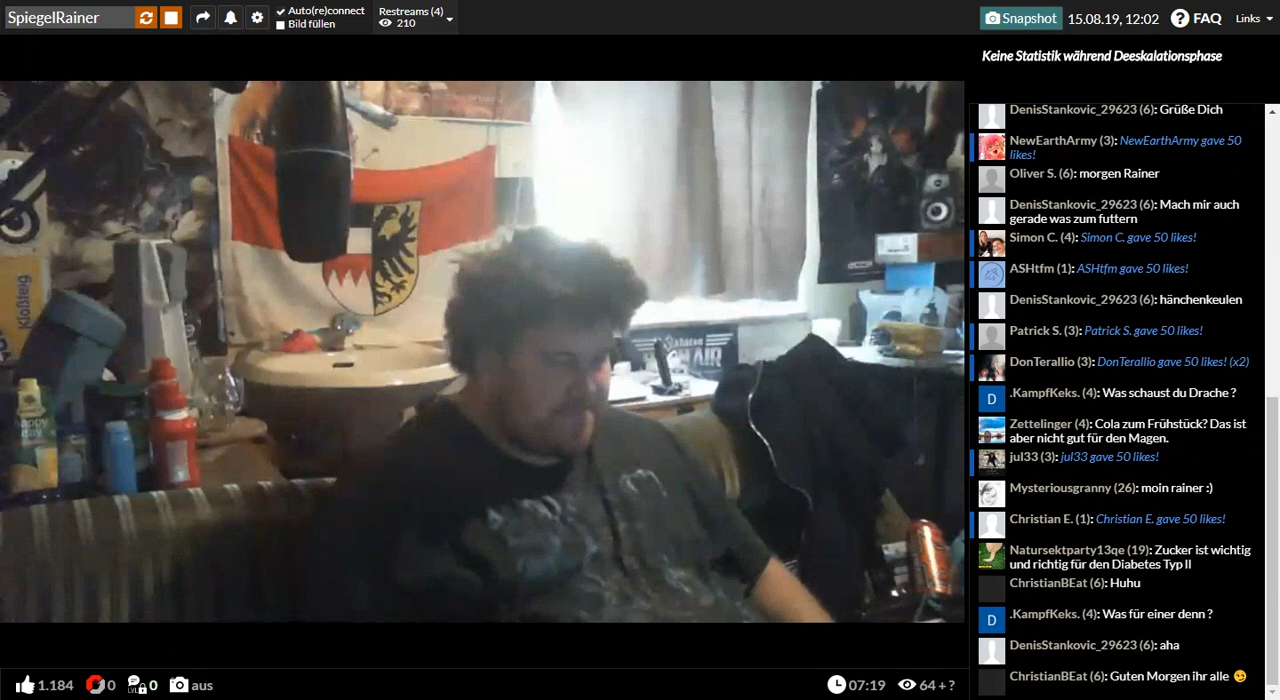 SpiegelRainer
Auto(re)connect
Bild füllen
Restreams (4)
210
Snapshot
15.08.19, 12:02
? FAQ
Links
Keine Statistik während Deeskalationsphase
DenisStankovic_29623 (6): Grüße Dich
NewEarthArmy (3): NewEarthArmy gave 50
likes!
Oliver S. (6): morgen Rainer
DenisStankovic_29623 (6): Mach mir auch
gerade was zum futtern
Simon C. (4): Simon C. gave 50 likes!
ASHtfm (1): ASHtfm gave 50 likes!
DenisStankovic_29623 (6): hänchenkeulen
Patrick S. (3): Patrick S. gave 50 likes!
DonTerallio (3): DonTerallio gave 50 likes! (x2)
D
.KampfKeks. (4): Was schaust du Drache ?
Zettelinger (4): Cola zum Frühstück? Das ist
aber nicht gut für den Magen.
jul33 (3): jul33 gave 50 likes!
Mysteriousgranny (26): moin rainer :)
Christian E. (1): Christian E. gave 50 likes!
Natursektparty13qe (19): Zucker ist wichtig
und richtig für den Diabetes Typ II
ChristianBEat (6): Huhu
D
.KampfKeks. (4): Was für einer denn ?
DenisStankovic_29623 (6): aha
ChristianBEat (6): Guten Morgen ihr alle 😏
kloßteig
happy
day
1.184
0
LVL
0
aus
07:19
64 + ?